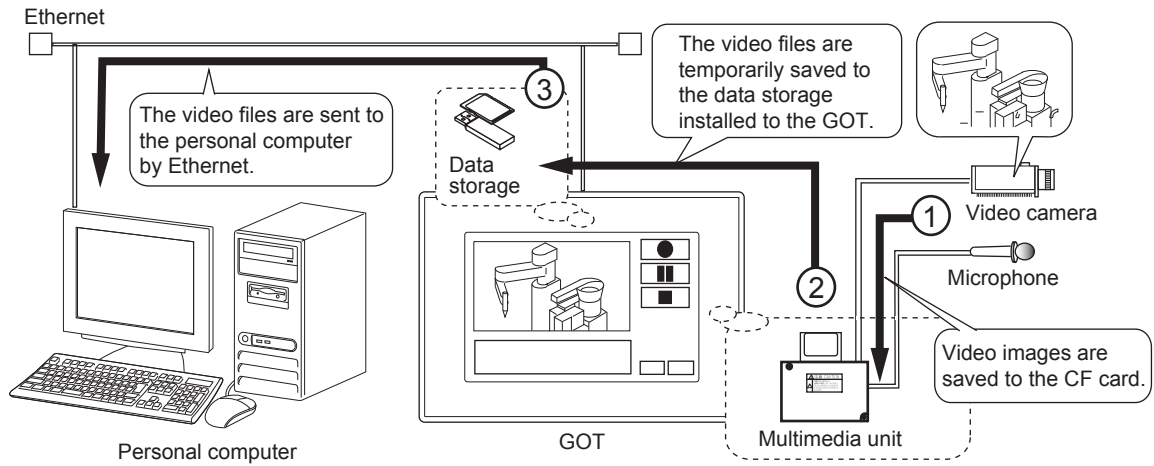 Ethernet
The video files are sent to
the personal computer
by Ethernet.
3
Data
storage
The video files are
temporarily saved to
the data storage
installed to the GOT.
1
Video camera
2
Microphone
Video images are
saved to the CF card.
Personal computer
GOT
Multimedia unit